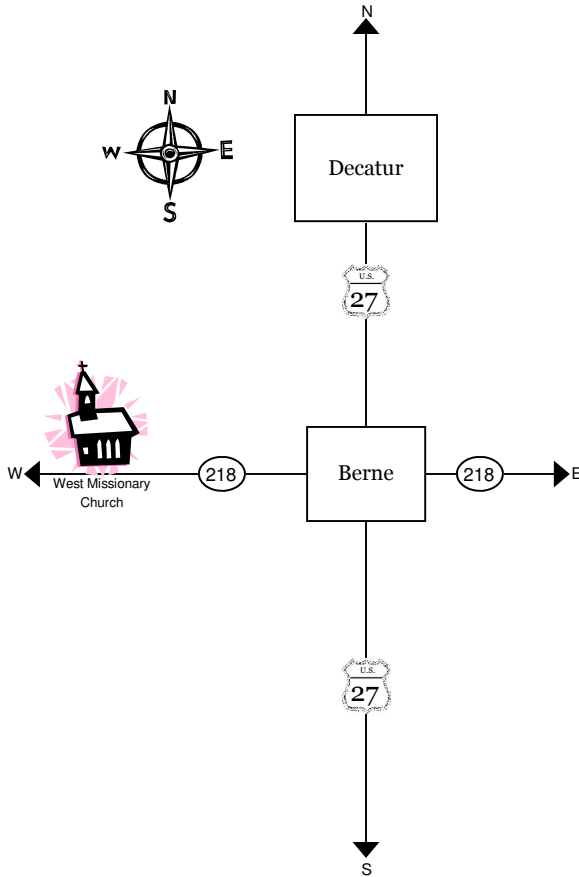 N
N
W
E
S
Decatur
U.S.
27
W
218
Berne
218
E
West Missionary
Church
U.S.
27
S